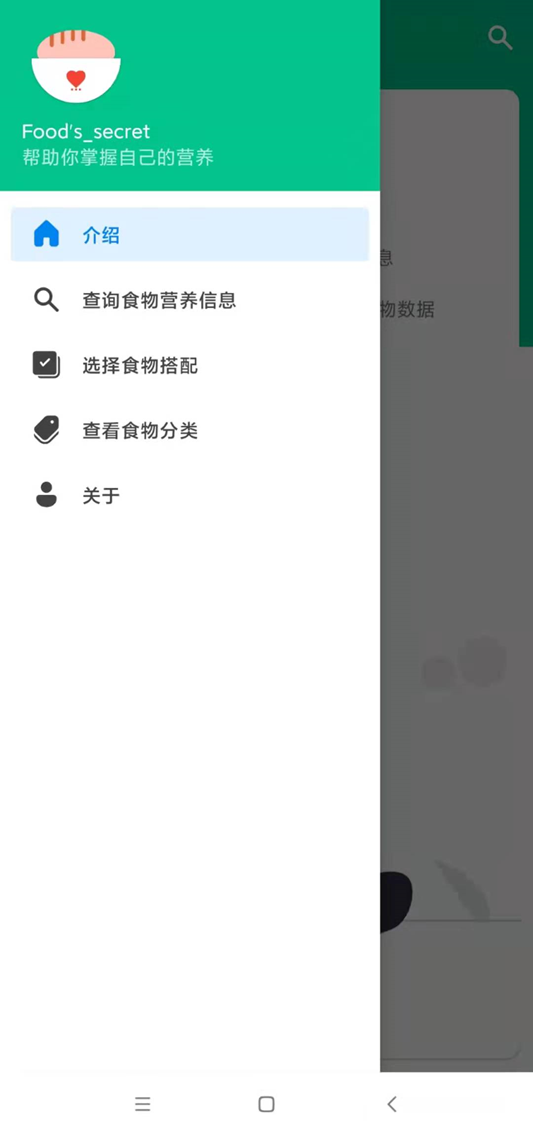 Food's_secret
帮助你掌握自己的营养
介绍
息
查询食物营养信息
物数据
选择食物搭配
查看食物分类
关于